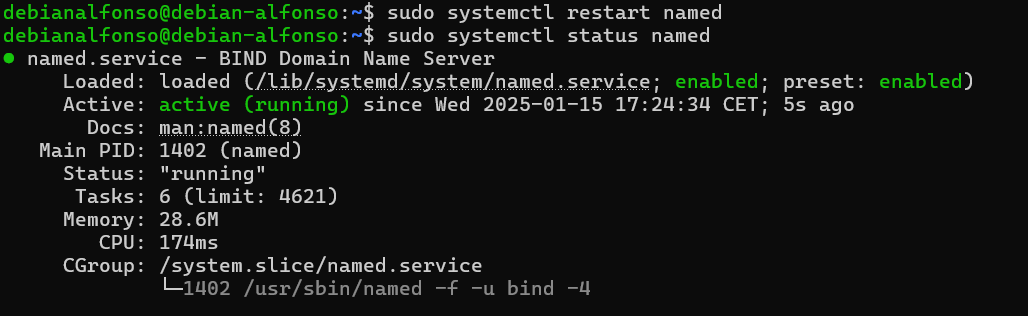 debianalfonso@debian-alfonso:~$ sudo systemctl restart named
debianalfonso@debian-alfonso:~$ sudo systemctl status named
● named.service - BIND Domain Name Server
     Loaded: loaded (/lib/systemd/system/named.service; enabled; preset: enabled)
     Active: active (running) since Wed 2025-01-15 17:24:34 CET; 5s ago
       Docs: man:named(8)
   Main PID: 1402 (named)
     Status: "running"
      Tasks: 6 (limit: 4621)
     Memory: 28.6M
        CPU: 174ms
     CGroup: /system.slice/named.service
             └─1402 /usr/sbin/named -f -u bind -4